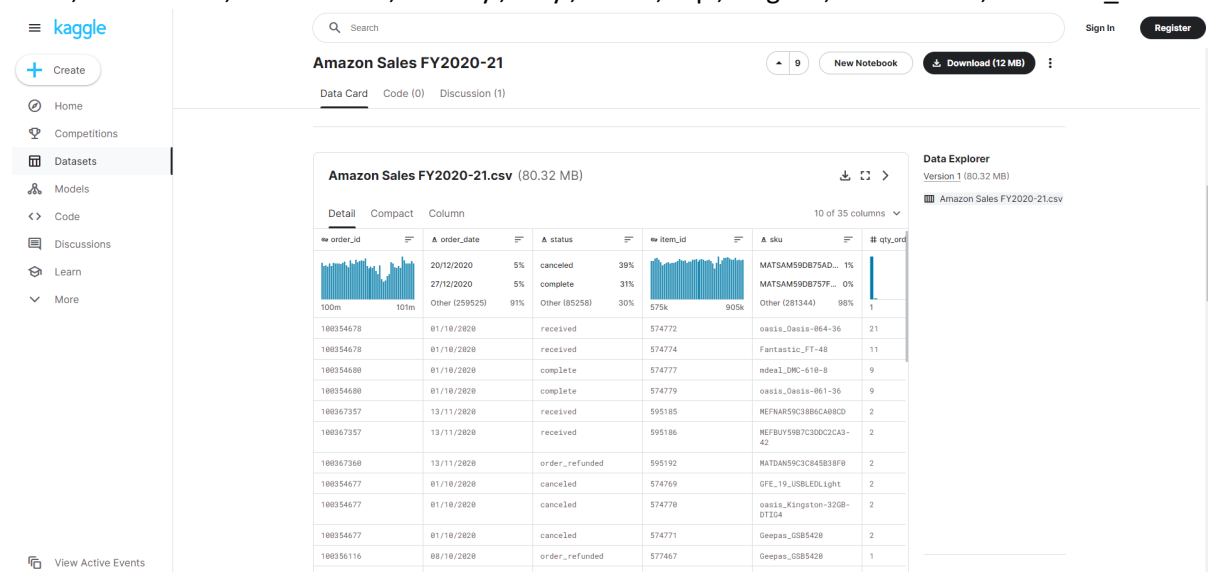 kaggle
Search
Sign In
Register
Create
Home
Competitions
Datasets
Models
Code
Discussions
Learn
More
View Active Events
Amazon Sales FY2020-21
9
New Notebook
Download (12 MB)
Data Card Code (0) Discussion (1)
Amazon Sales FY2020-21.csv (80.32 MB)
Detail Compact Column
10 of 35 columns
order_id order_date status item_id sku # qty_ord
20/12/2020 5% canceled 39% MATSAM59DB75AD... 1%
27/12/2020 5% complete 31% MATSAM59DB757F... 0%
Other (259525) 91% Other (85258) 30% Other (281344) 98%
100m 101m 575k 905k 1
100354678 01/10/2020 received 574772 oasis_Oasis-064-36 21
100354678 01/10/2020 received 574774 Fantastic_FT-48 11
100354680 01/10/2020 complete 574777 mdeal_DMC-610-8 9
100354680 01/10/2020 complete 574779 oasis_Oasis-061-36 9
100367357 13/11/2020 received 595185 MEFNAR59C38B6CA08CD 2
100367357 13/11/2020 received 595186 MEFBUY59B7C3DDC2CA3-
42 2
100367360 13/11/2020 order_refunded 595192 MATDAN59C3C845B38F0 2
100354677 01/10/2020 canceled 574769 GFE_19_USBLEDLight 2
100354677 01/10/2020 canceled 574770 oasis_Kingston-32GB-
DTIG4 2
100354677 01/10/2020 canceled 574771 Geepas_GSB5420 2
100356116 08/10/2020 order_refunded 577467 Geepas_GSB5420 1
Data Explorer
Version 1 (80.32 MB)
Amazon Sales FY2020-21.csv